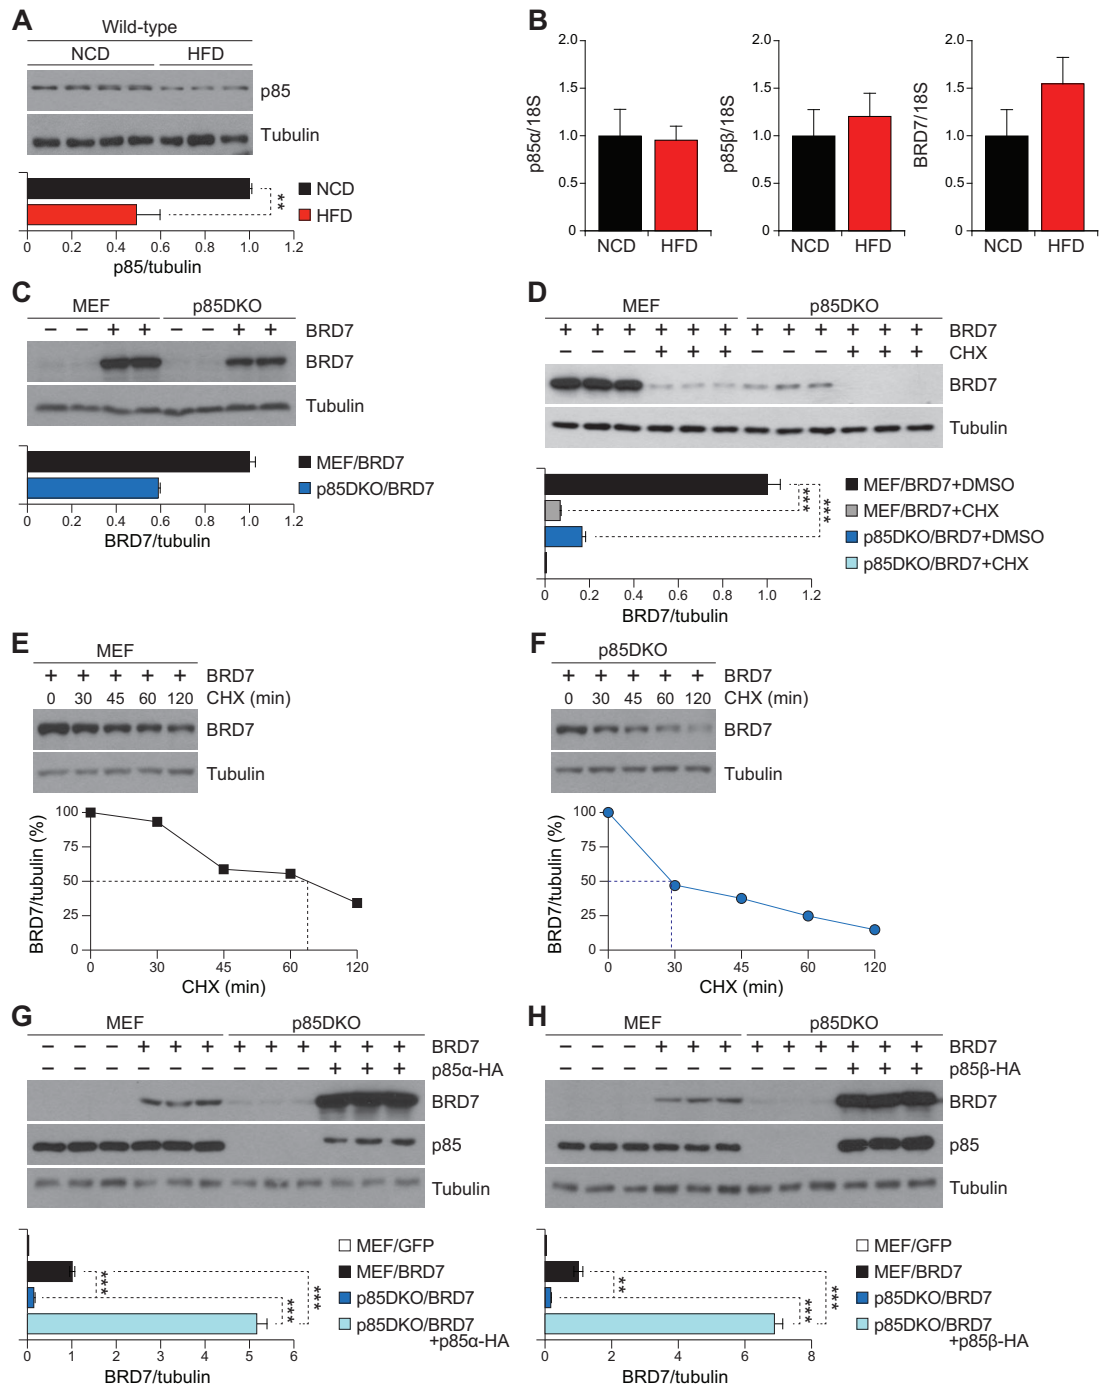 A
Wild-type
NCD HFD
p85
Tubulin
NCD
HFD
**
0 0.2 0.4 0.6 0.8 1.0 1.2
p85/tubulin
B
2.0
1.5
1.0
0.5
0
p85α/18S
NCD HFD
2.0
1.5
1.0
0.5
0
p85β/18S
NCD HFD
2.0
1.5
1.0
0.5
0
BRD7/18S
NCD HFD
C
MEF p85DKO
− − + + − − + + BRD7
BRD7
Tubulin
MEF/BRD7
p85DKO/BRD7
0 0.2 0.4 0.6 0.8 1.0 1.2
BRD7/tubulin
D
MEF p85DKO
+ + + + + + + + + + + + BRD7
− − − + + + − − − + + + CHX
BRD7
Tubulin
MEF/BRD7+DMSO
MEF/BRD7+CHX
p85DKO/BRD7+DMSO
p85DKO/BRD7+CHX
***
***
0 0.2 0.4 0.6 0.8 1.0 1.2
BRD7/tubulin
E
MEF
+ + + + + BRD7
0 30 45 60 120 CHX (min)
BRD7
Tubulin
100
75
50
25
0
BRD7/tubulin (%)
0 30 45 60 120
CHX (min)
F
p85DKO
+ + + + + BRD7
0 30 45 60 120 CHX (min)
BRD7
Tubulin
100
75
50
25
0
BRD7/tubulin (%)
0 30 45 60 120
CHX (min)
G
MEF p85DKO
− − − + + + + + + + + + BRD7
− − − − − − − − − + + + p85α-HA
BRD7
p85
Tubulin
MEF/GFP
MEF/BRD7
p85DKO/BRD7
p85DKO/BRD7
+p85α-HA
***
***
***
0 1 2 3 4 5 6
BRD7/tubulin
H
MEF p85DKO
− − − + + + + + + + + + BRD7
− − − − − − − − − + + + p85β-HA
BRD7
p85
Tubulin
MEF/GFP
MEF/BRD7
p85DKO/BRD7
p85DKO/BRD7
+p85β-HA
**
***
***
0 2 4 6 8
BRD7/tubulin